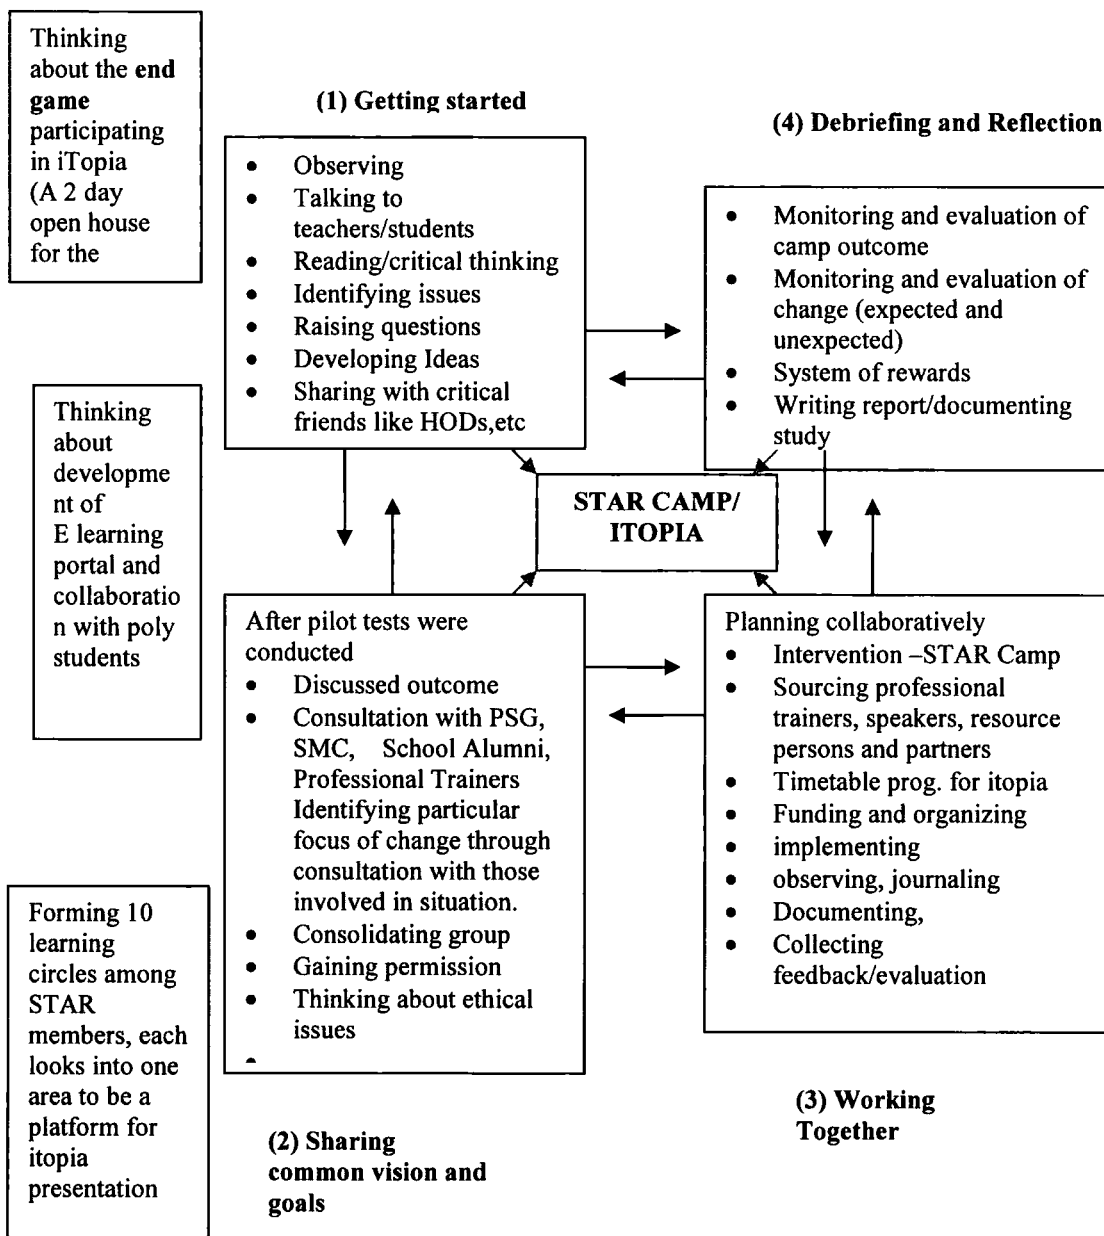 Thinking
about the end
game
participating
in iTopia
(A 2 day
open house
for the
Thinking
about
developme
nt of
E learning
portal and
collaboratio
n with poly
students
Forming 10
learning
circles among
STAR
members, each
looks into one
area to be a
platform for
itopia
presentation
(1) Getting started
• Observing
• Talking to
teachers/students
• Reading/critical thinking
• Identifying issues
• Raising questions
• Developing Ideas
• Sharing with critical
friends like HODs,etc
(4) Debriefing and Reflection
• Monitoring and evaluation of
camp outcome
• Monitoring and evaluation of
change (expected and
unexpected)
• System of rewards
• Writing report/documenting
study
STAR CAMP/
ITOPIA
After pilot tests were
conducted
• Discussed outcome
• Consultation with PSG,
SMC, School Alumni,
Professional Trainers
Identifying particular
focus of change through
consultation with those
involved in situation.
• Consolidating group
• Gaining permission
• Thinking about ethical
issues
(2) Sharing
common vision and
goals
Planning collaboratively
• Intervention –STAR Camp
• Sourcing professional
trainers, speakers, resource
persons and partners
• Timetable prog. for itopia
• Funding and organizing
• implementing
• observing, journaling
• Documenting,
• Collecting
feedback/evaluation
(3) Working
Together